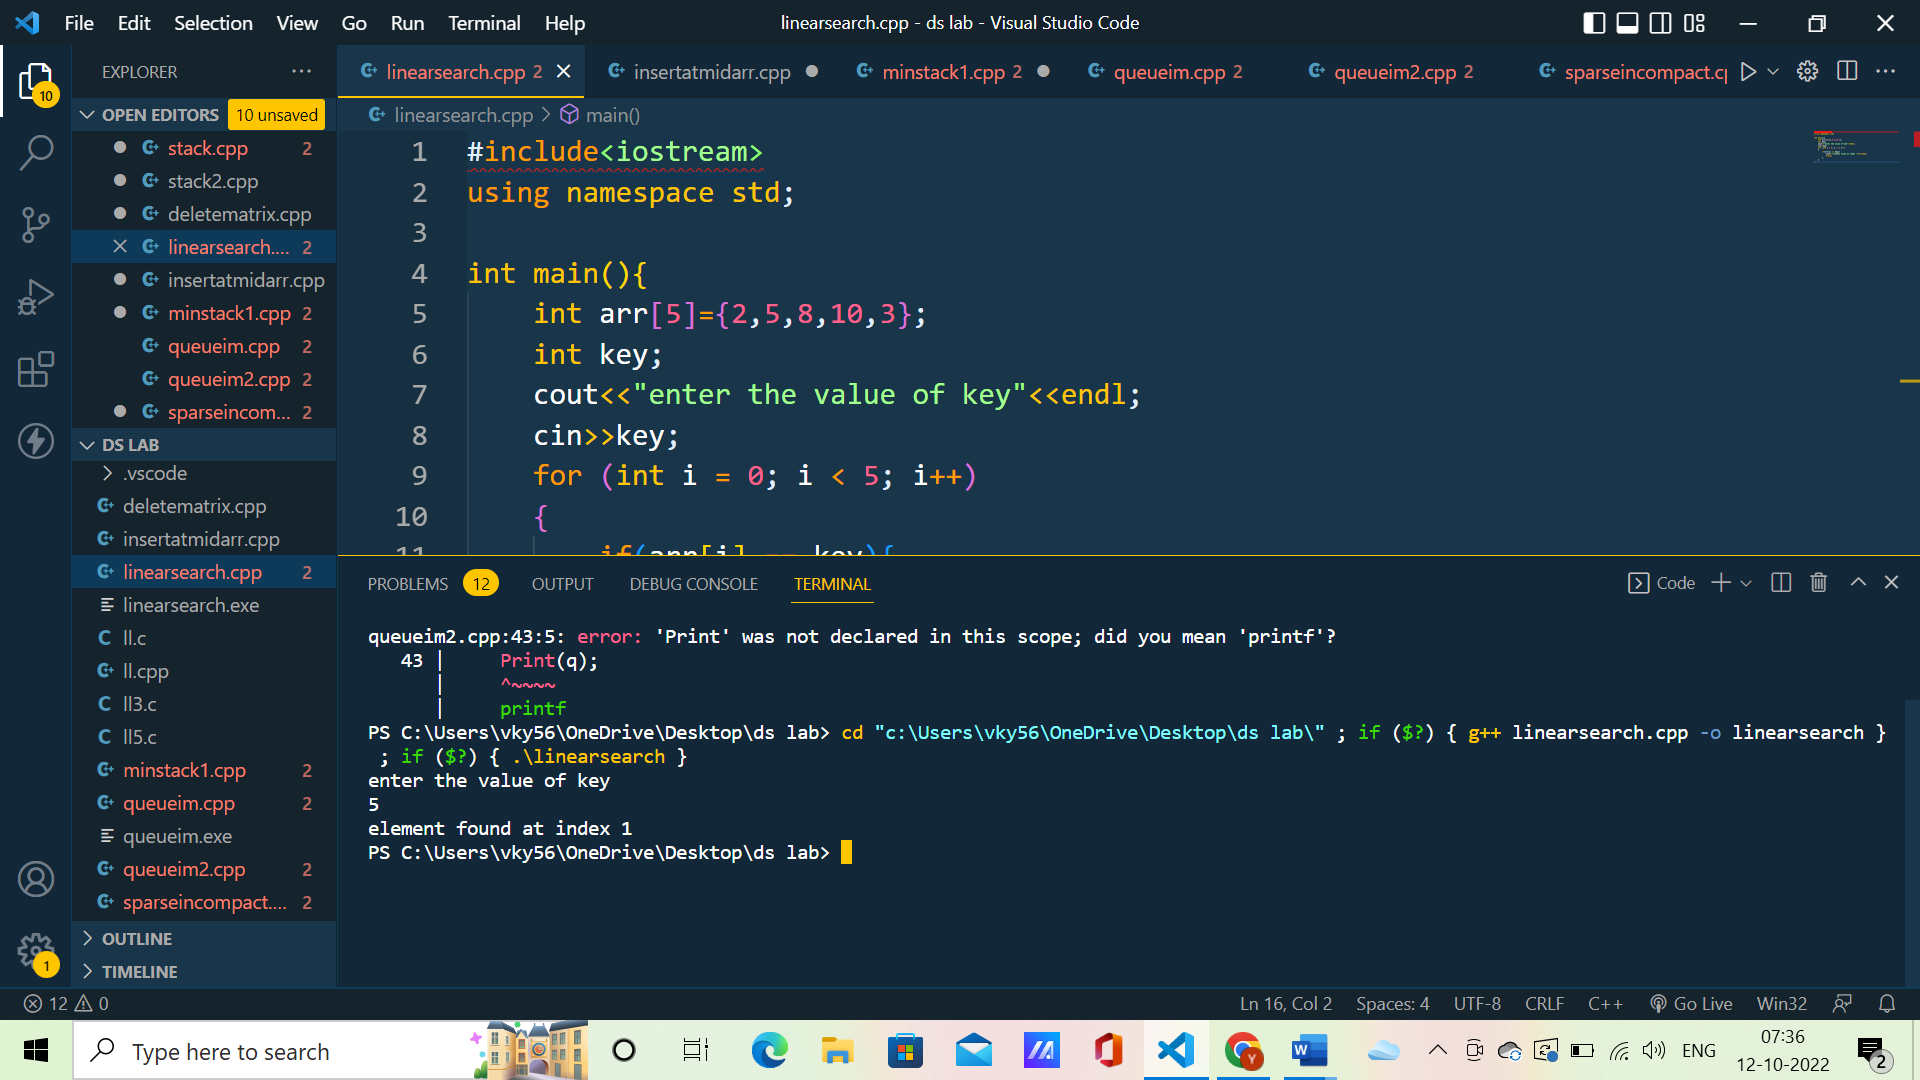 File Edit Selection View Go Run Terminal Help
linearsearch.cpp - ds lab - Visual Studio Code
EXPLORER
linearsearch.cpp 2
insertatmidarr.cpp
minstack1.cpp 2
queueim.cpp 2
queueim2.cpp 2
sparseincompact.cp
10
OPEN EDITORS 10 unsaved
stack.cpp 2
stack2.cpp
deletematrix.cpp
linearsearch.... 2
insertatmidarr.cpp
minstack1.cpp 2
queueim.cpp 2
queueim2.cpp 2
sparseincom... 2
DS LAB
.vscode
deletematrix.cpp
insertatmidarr.cpp
linearsearch.cpp 2
linearsearch.exe
ll.c
ll.cpp
ll3.c
ll5.c
minstack1.cpp 2
queueim.cpp 2
queueim.exe
queueim2.cpp 2
sparseincompact.... 2
OUTLINE
1
TIMELINE
linearsearch.cpp > main()
1 #include<iostream>
2 using namespace std;
3
4 int main(){
5 int arr[5]={2,5,8,10,3};
6 int key;
7 cout<<"enter the value of key"<<endl;
8 cin>>key;
9 for (int i = 0; i < 5; i++)
10 {
11 if(arr[i] == key){
PROBLEMS 12 OUTPUT DEBUG CONSOLE TERMINAL
Code
queueim2.cpp:43:5: error: 'Print' was not declared in this scope; did you mean 'printf'?
43 | Print(q);
| ^~~~~
| printf
PS C:\Users\vky56\OneDrive\Desktop\ds lab> cd "c:\Users\vky56\OneDrive\Desktop\ds lab\" ; if ($?) { g++ linearsearch.cpp -o linearsearch }
; if ($?) { .\linearsearch }
enter the value of key
5
element found at index 1
PS C:\Users\vky56\OneDrive\Desktop\ds lab>
12 0
Ln 16, Col 2 Spaces: 4 UTF-8 CRLF C++ Go Live Win32
Type here to search
ENG
07:36
12-10-2022
2